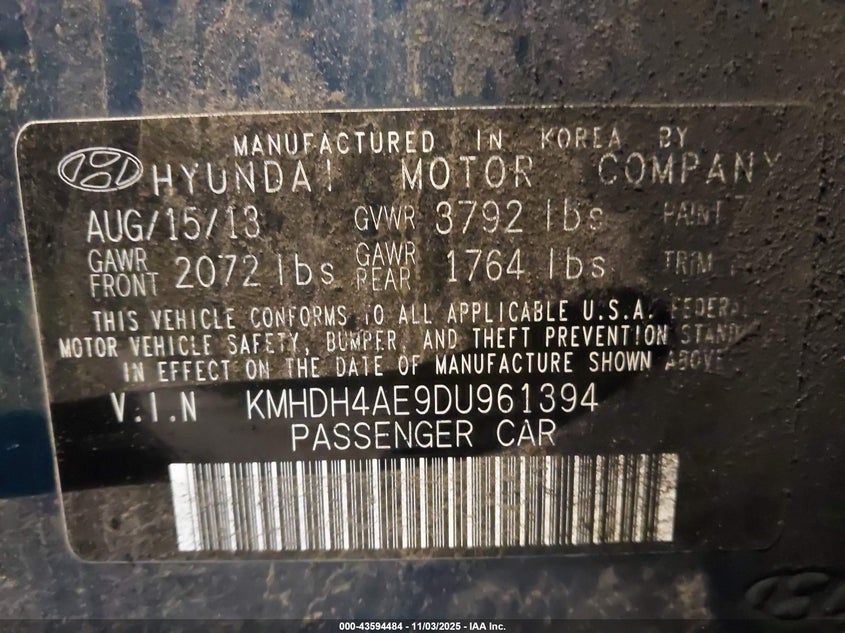 MANUFACTURED IN KOREA BY
HYUNDAI MOTOR COMPANY
AUG/15/13 GVWR 3792 lbs PAINT
GAWR FRONT 2072 lbs GAWR REAR 1764 lbs TRIM
THIS VEHICLE CONFORMS TO ALL APPLICABLE U.S.A. FEDERAL
MOTOR VEHICLE SAFETY, BUMPER, AND THEFT PREVENTION
IN EFFECT ON THE DATE OF MANUFACTURE SHOWN ABOVE
V.I.N KMHDH4AE9DU961394
PASSENGER CAR
000-43594484 - 11/03/2025 - IAA Inc.